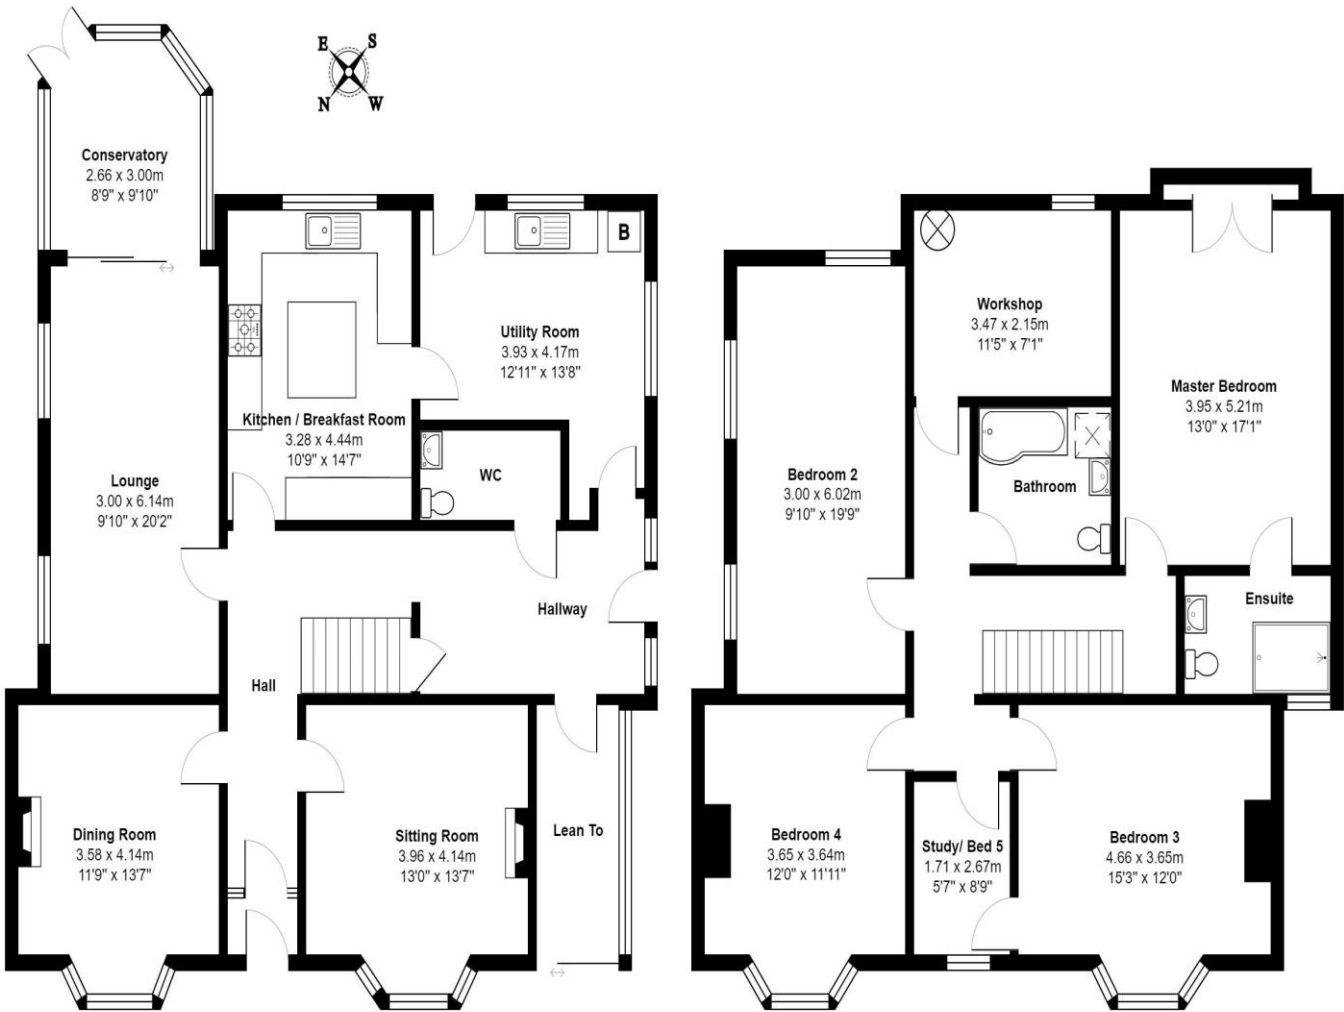 E S
N W
Conservatory
2.66 x 3.00m
8'9" x 9'10"
B
Utility Room
3.93 x 4.17m
12'11" x 13'8"
Kitchen / Breakfast Room
3.28 x 4.44m
10'9" x 14'7"
WC
Lounge
3.00 x 6.14m
9'10" x 20'2"
Hallway
Hall
Dining Room
3.58 x 4.14m
11'9" x 13'7"
Sitting Room
3.96 x 4.14m
13'0" x 13'7"
Lean To
Workshop
3.47 x 2.15m
11'5" x 7'1"
Master Bedroom
3.95 x 5.21m
13'0" x 17'1"
Bedroom 2
3.00 x 6.02m
9'10" x 19'9"
Bathroom
Ensuite
Bedroom 4
3.65 x 3.64m
12'0" x 11'11"
Study/ Bed 5
1.71 x 2.67m
5'7" x 8'9"
Bedroom 3
4.66 x 3.65m
15'3" x 12'0"